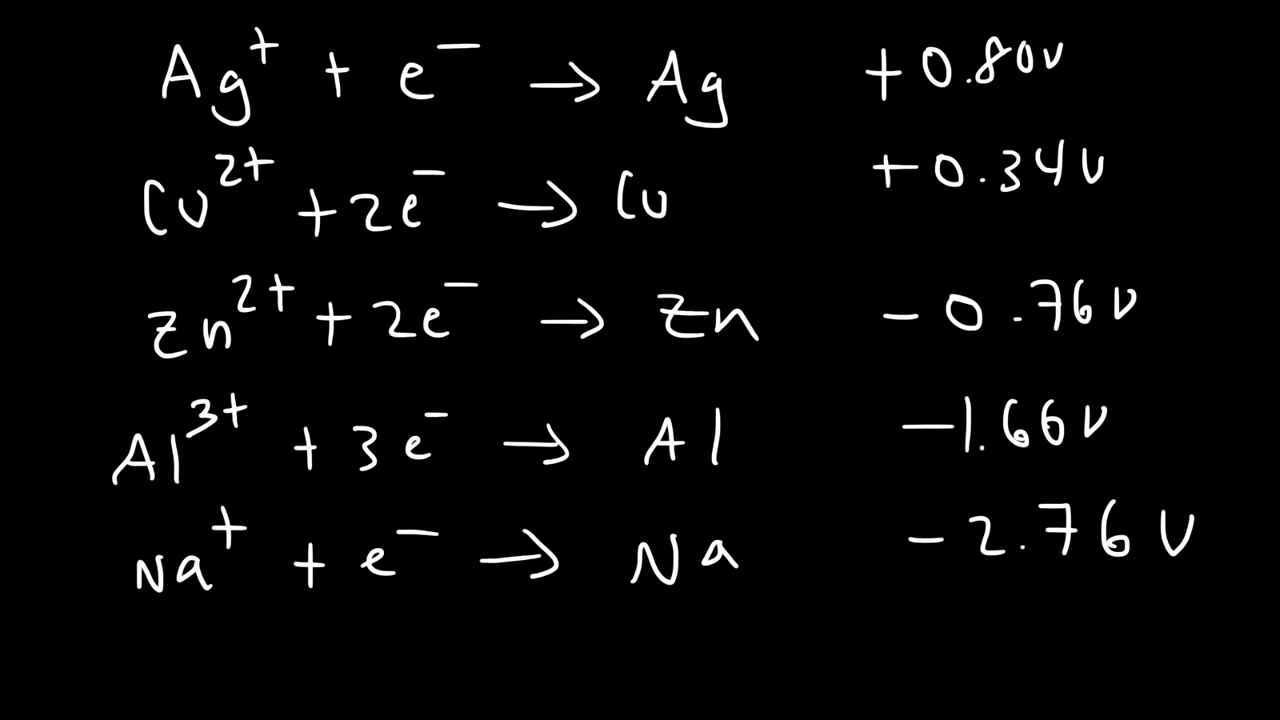 Ag⁺ + e⁻ → Ag +0.80v
Cu²⁺ + 2e⁻ → Cu +0.34v
Zn²⁺ + 2e⁻ → Zn -0.76v
Al³⁺ + 3e⁻ → Al -1.66v
Na⁺ + e⁻ → Na -2.76v